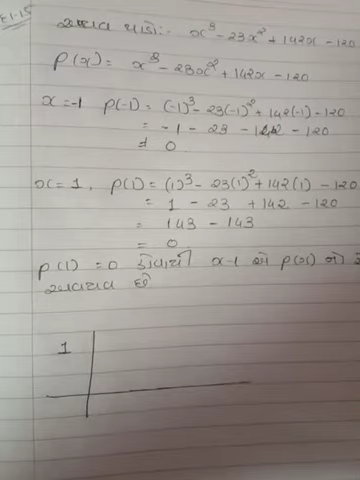 ઉદા-15
અવયવ પાડો:- x³ - 23x² + 142x - 120
P(x) = x³ - 23x² + 142x - 120
x = -1 P(-1) = (-1)³ - 23(-1)² + 142(-1) - 120
= -1 - 23 - 142 - 120
≠ 0
x = 1, P(1) = (1)³ - 23(1)² + 142(1) - 120
= 1 - 23 + 142 - 120
= 143 - 143
= 0
P(1) = 0 હોવાથી x-1 એ P(x) નો
અવયવ છે
1